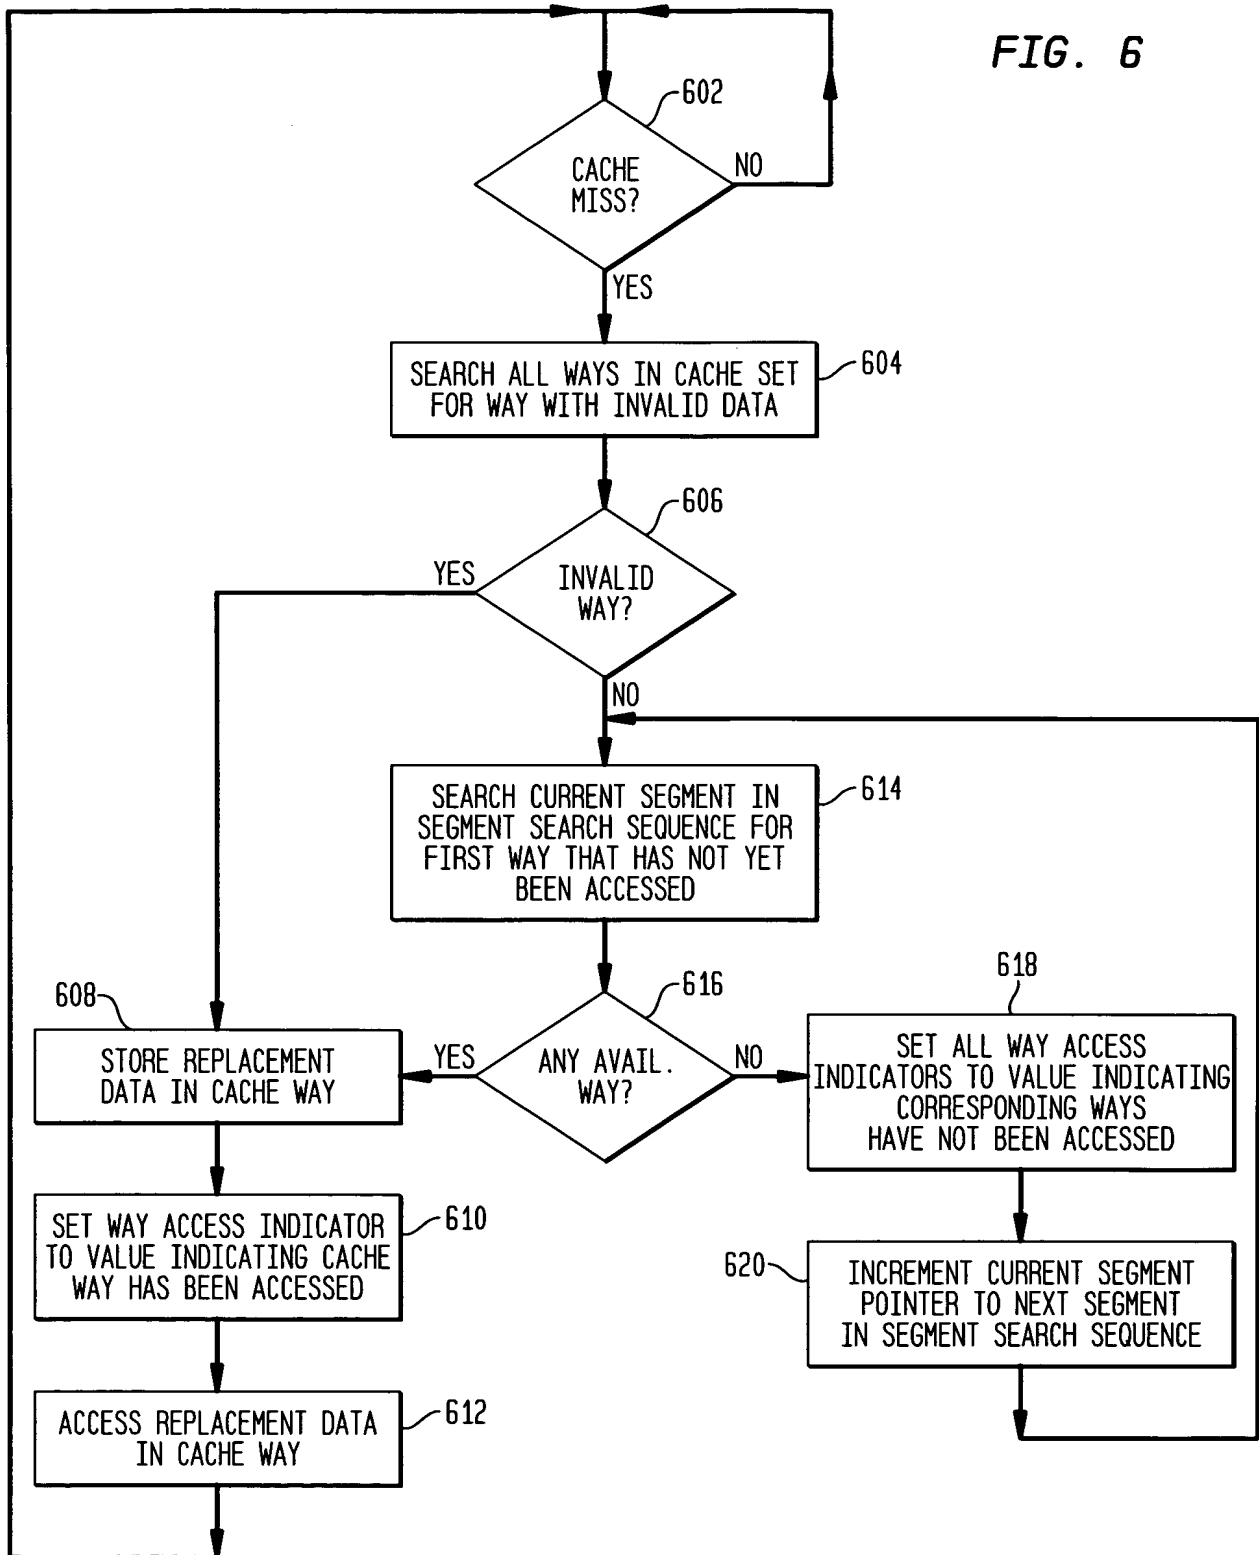 FIG. 6
602
CACHE
MISS?
NO
YES
SEARCH ALL WAYS IN CACHE SET
FOR WAY WITH INVALID DATA
604
606
INVALID
WAY?
YES
NO
SEARCH CURRENT SEGMENT IN
SEGMENT SEARCH SEQUENCE FOR
FIRST WAY THAT HAS NOT YET
BEEN ACCESSED
614
616
ANY AVAIL.
WAY?
YES
NO
608
STORE REPLACEMENT
DATA IN CACHE WAY
618
SET ALL WAY ACCESS
INDICATORS TO VALUE INDICATING
CORRESPONDING WAYS
HAVE NOT BEEN ACCESSED
SET WAY ACCESS INDICATOR
TO VALUE INDICATING CACHE
WAY HAS BEEN ACCESSED
610
620
INCREMENT CURRENT SEGMENT
POINTER TO NEXT SEGMENT
IN SEGMENT SEARCH SEQUENCE
ACCESS REPLACEMENT DATA
IN CACHE WAY
612